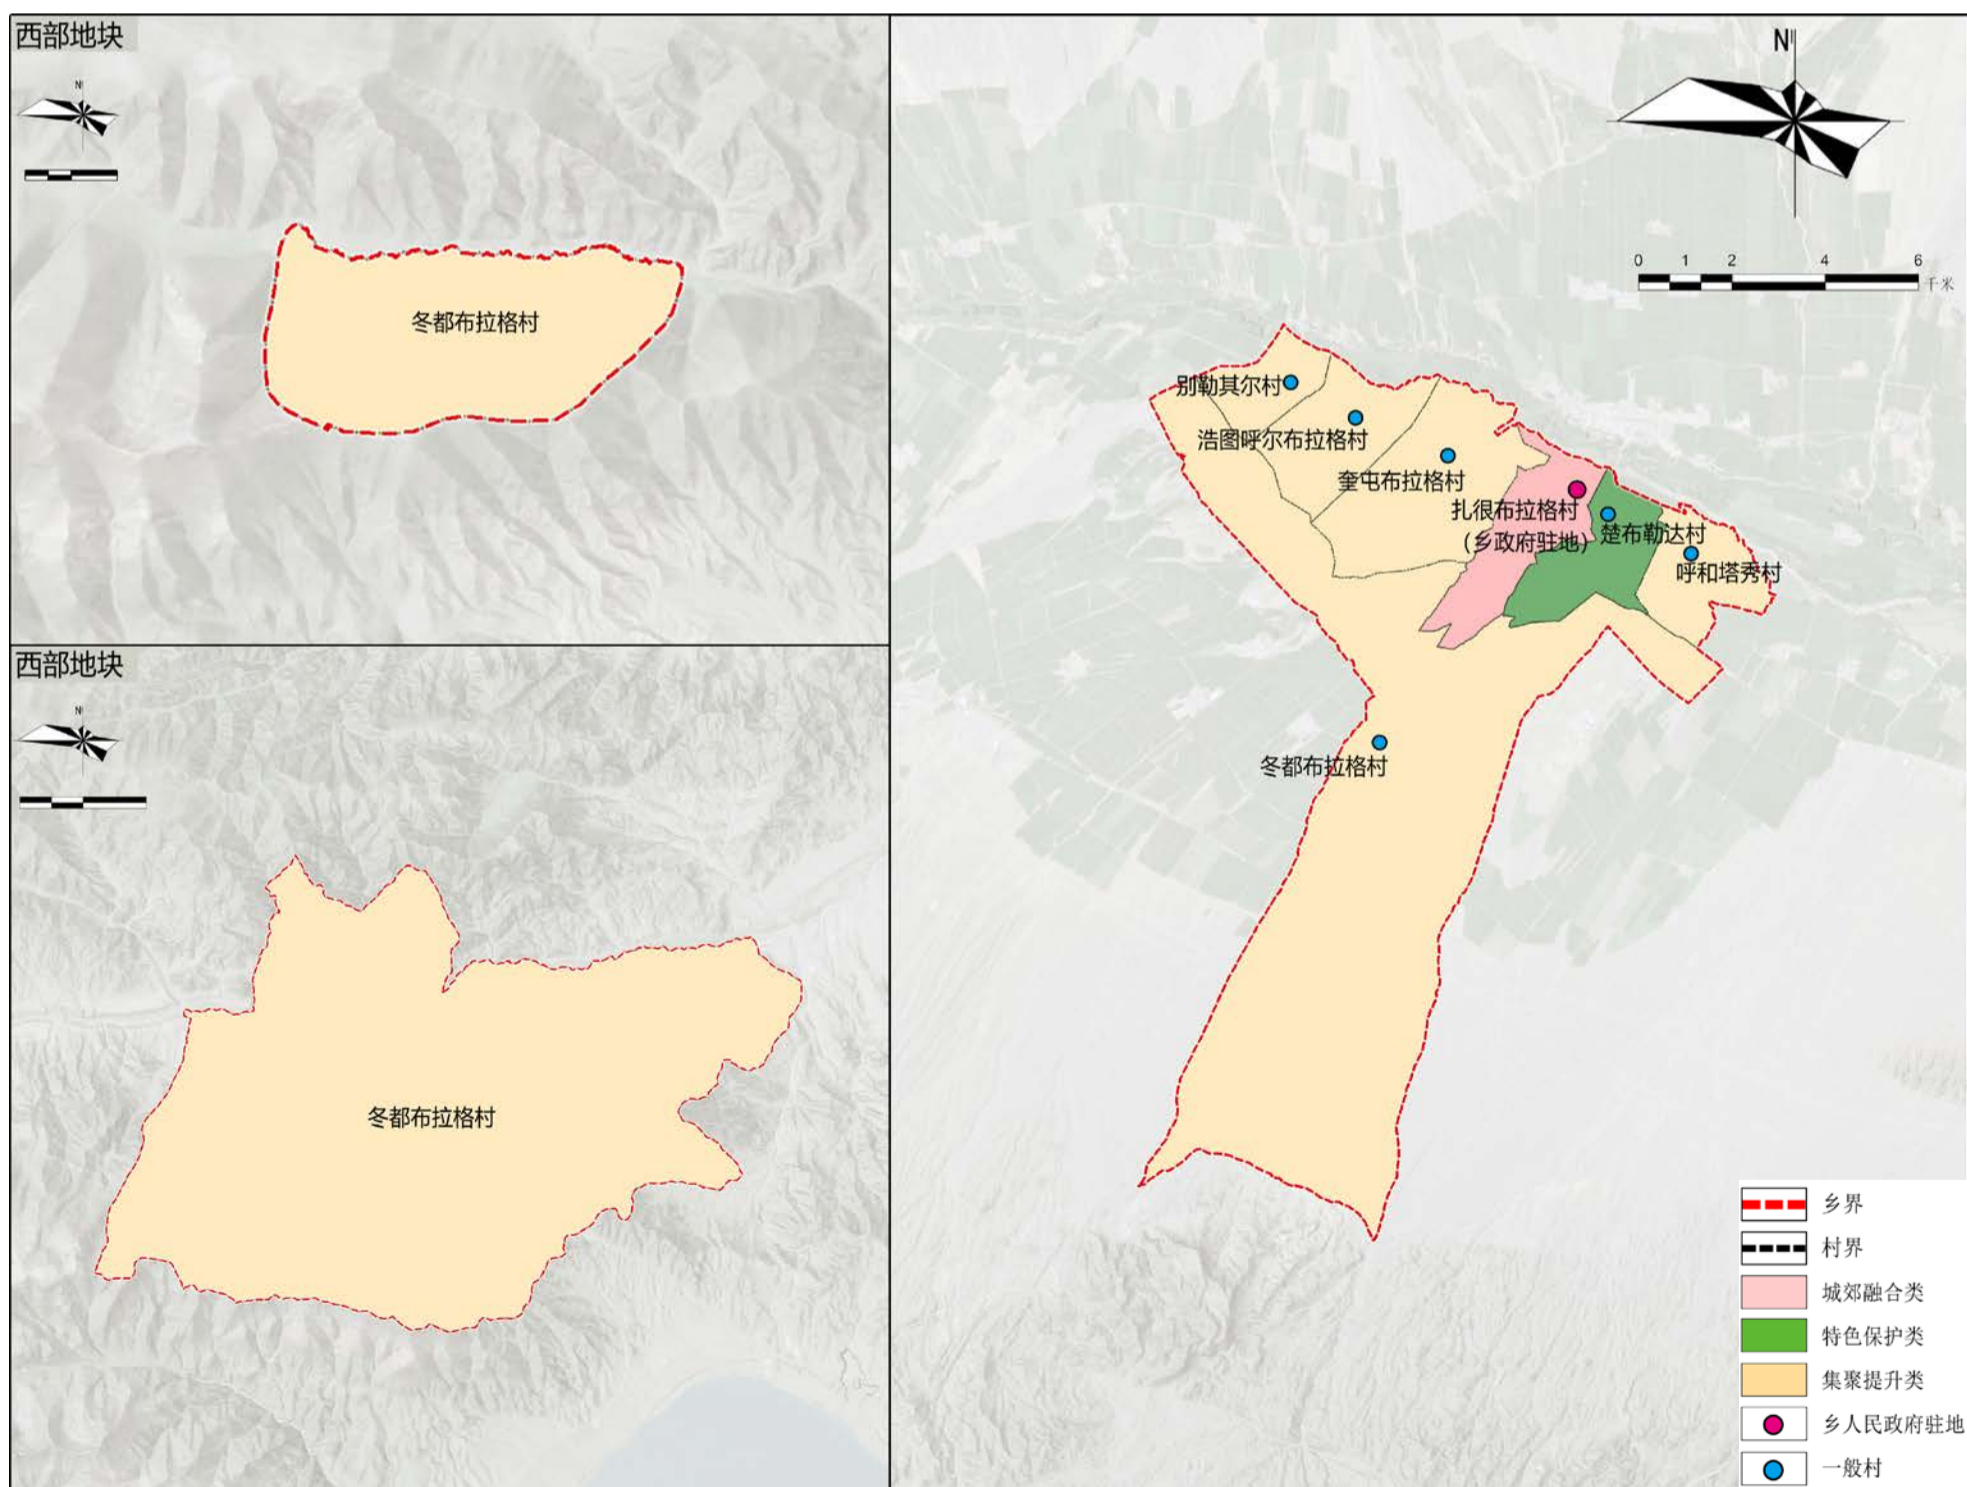 西部地块
N
冬都布拉格村
西部地块
N
冬都布拉格村
N
0 1 2 4 6
千米
别勒其尔村
浩图呼尔布拉格村
奎屯布拉格村
扎很布拉格村
（乡政府驻地）
楚布勒达村
呼和塔秀村
冬都布拉格村
乡界
村界
城郊融合类
特色保护类
集聚提升类
乡人民政府驻地
一般村